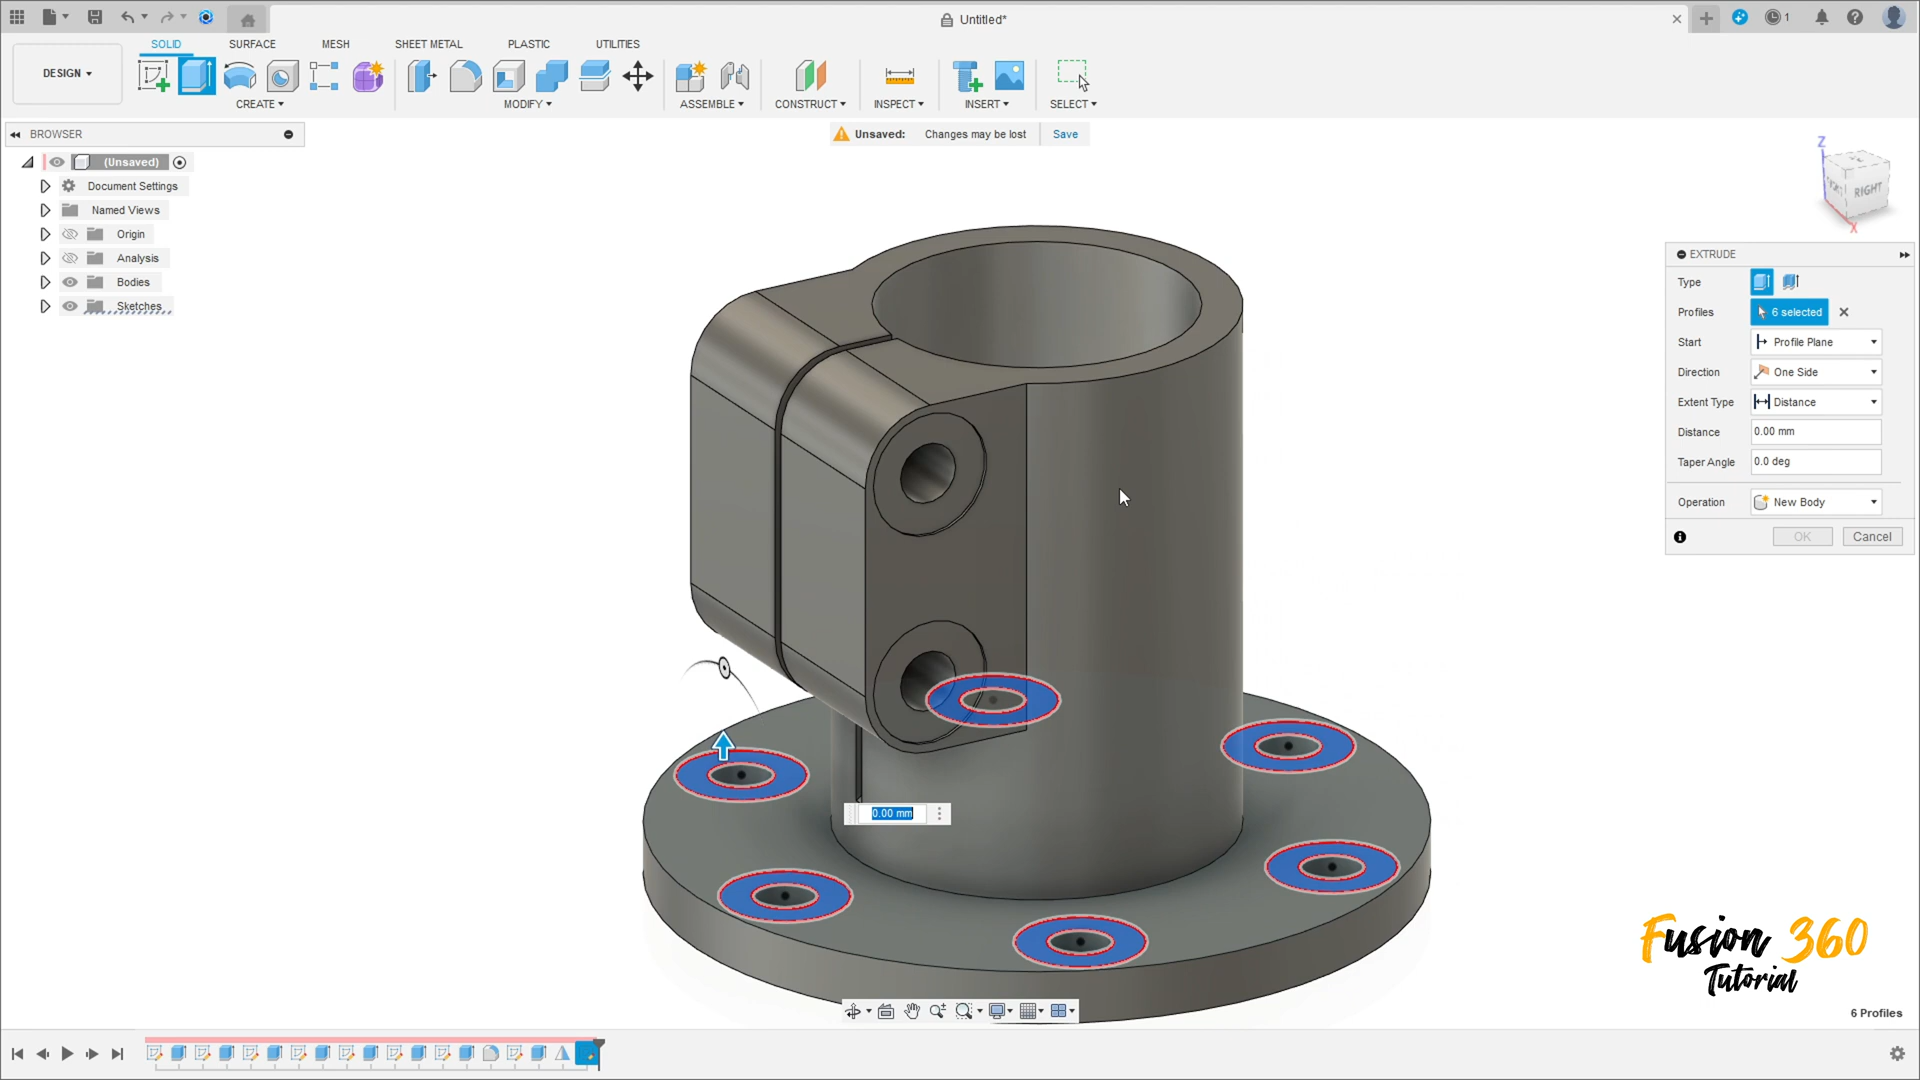 Untitled*
1
DESIGN
SOLID
SURFACE
MESH
SHEET METAL
PLASTIC
UTILITIES
CREATE
MODIFY
ASSEMBLE
CONSTRUCT
INSPECT
INSERT
SELECT
BROWSER
Unsaved: Changes may be lost Save
(Unsaved)
Document Settings
Named Views
Origin
Analysis
Bodies
Sketches
Z
RIGHT
X
EXTRUDE
Type
Profiles 6 selected
Start Profile Plane
Direction One Side
Extent Type Distance
Distance 0.00 mm
Taper Angle 0.0 deg
Operation New Body
OK Cancel
0.00 mm
Fusion 360
Tutorial
6 Profiles